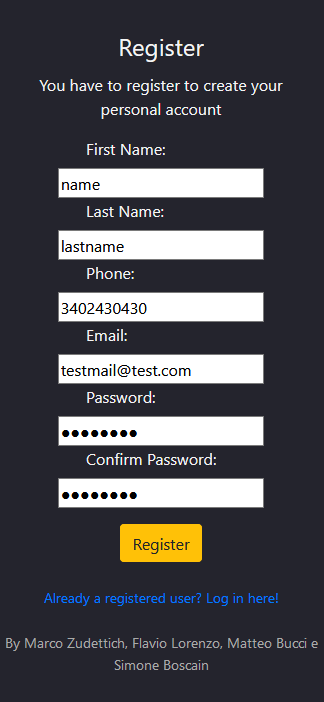 Register
You have to register to create your
personal account
First Name:
name
Last Name:
lastname
Phone:
3402430430
Email:
testmail@test.com
Password:
●●●●●●●●
Confirm Password:
●●●●●●●●
Register
Already a registered user? Log in here!
By Marco Zudettich, Flavio Lorenzo, Matteo Bucci e
Simone Boscain